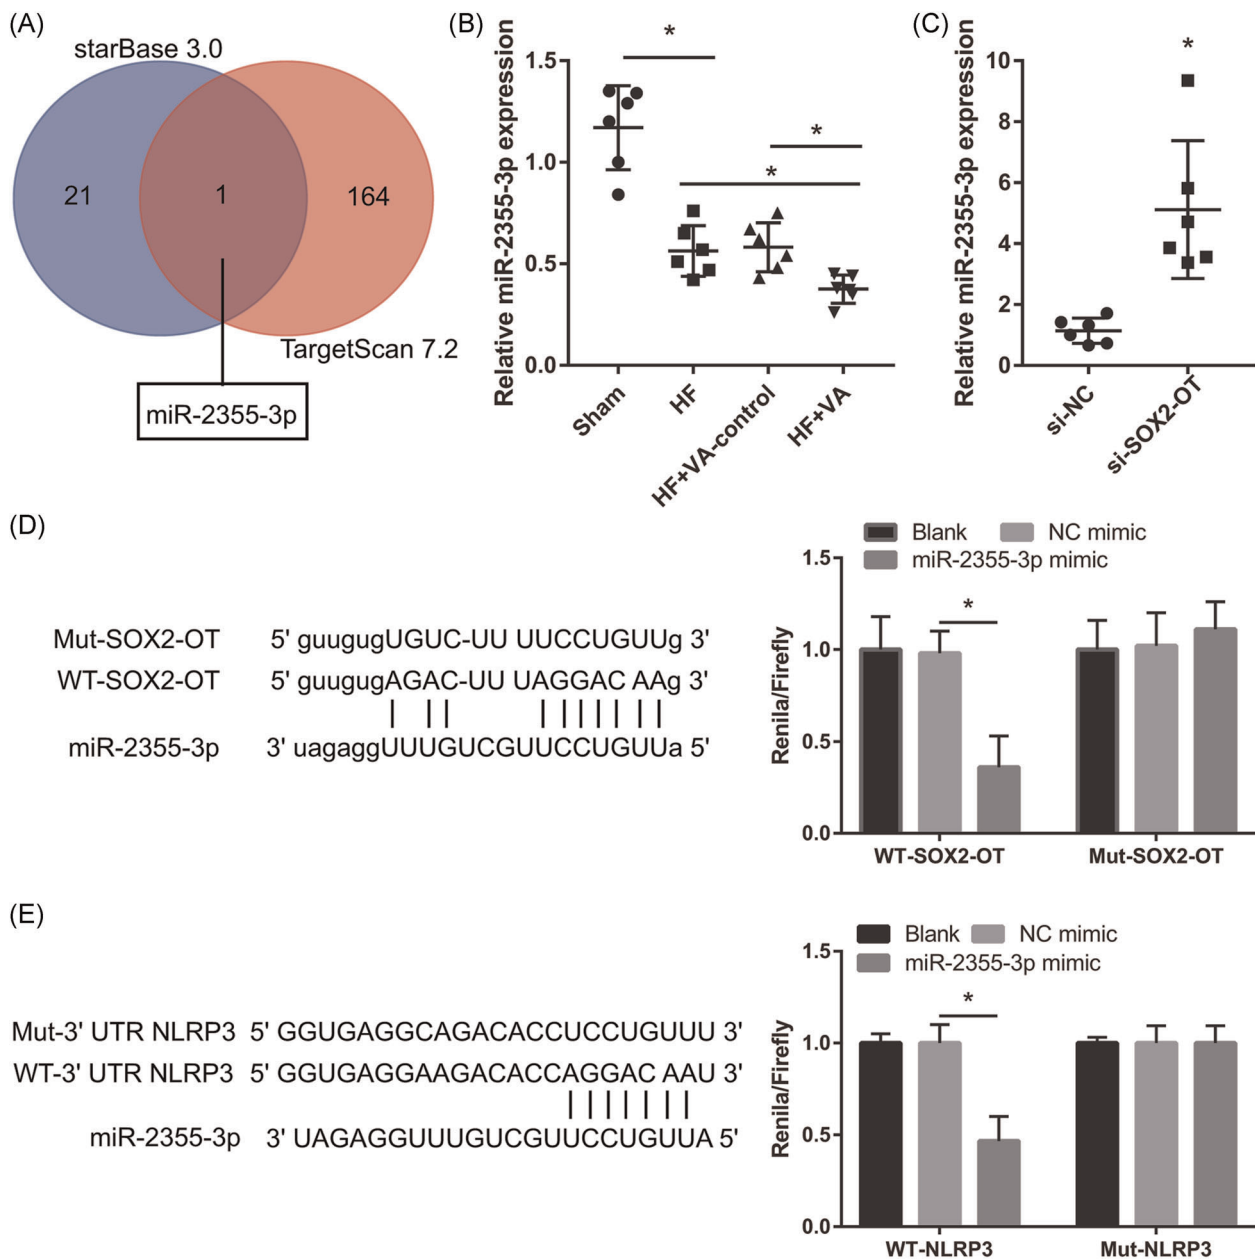 (A)
starBase 3.0
21
1
164
TargetScan 7.2
miR-2355-3p
(B)
Relative miR-2355-3p expression
1.5
1.0
0.5
0.0
*
*
*
Sham
HF
HF+VA-control
HF+VA
(C)
Relative miR-2355-3p expression
10
8
6
4
2
0
*
si-NC
si-SOX2-OT
(D)
Mut-SOX2-OT 5' guugugUGUC-UU UUCCUGUUg 3'
WT-SOX2-OT 5' guugugAGAC-UU UAGGAC AAg 3'
miR-2355-3p 3' uagaggUUUGUCGUUCCUGUUa 5'
Blank NC mimic
miR-2355-3p mimic
Renila/Firefly
1.5
1.0
0.5
0.0
*
WT-SOX2-OT Mut-SOX2-OT
(E)
Mut-3' UTR NLRP3 5' GGUGAGGCAGACACCUCCUGUUU 3'
WT-3' UTR NLRP3 5' GGUGAGGAAGACACCAGGAC AAU 3'
miR-2355-3p 3' UAGAGGUUUGUCGUUCCUGUUA 5'
Blank NC mimic
miR-2355-3p mimic
Renila/Firefly
1.5
1.0
0.5
0.0
*
WT-NLRP3 Mut-NLRP3